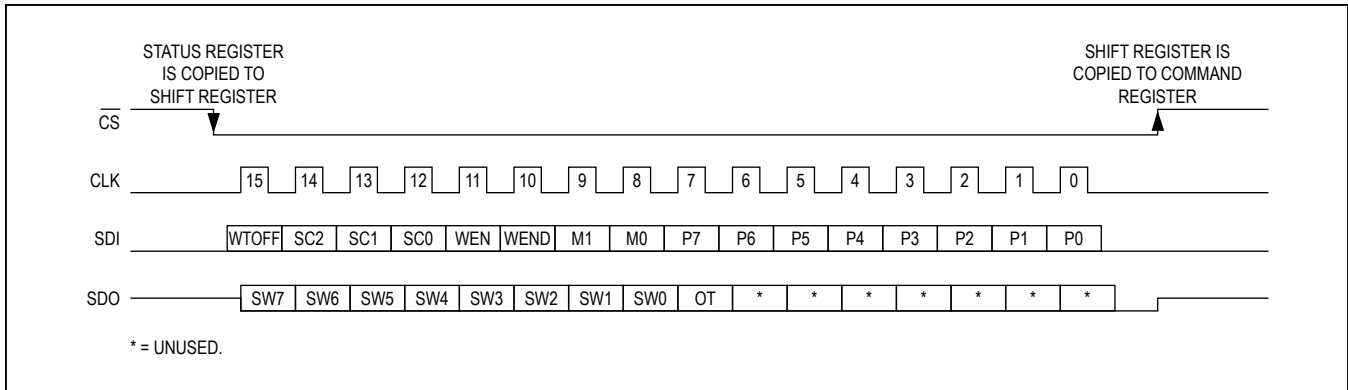 STATUS REGISTER
IS COPIED TO
SHIFT REGISTER
SHIFT REGISTER IS
COPIED TO COMMAND
REGISTER
CS
CLK 15 14 13 12 11 10 9 8 7 6 5 4 3 2 1 0
SDI WTOFF SC2 SC1 SC0 WEN WEND M1 M0 P7 P6 P5 P4 P3 P2 P1 P0
SDO SW7 SW6 SW5 SW4 SW3 SW2 SW1 SW0 OT * * * * * * *
* = UNUSED.